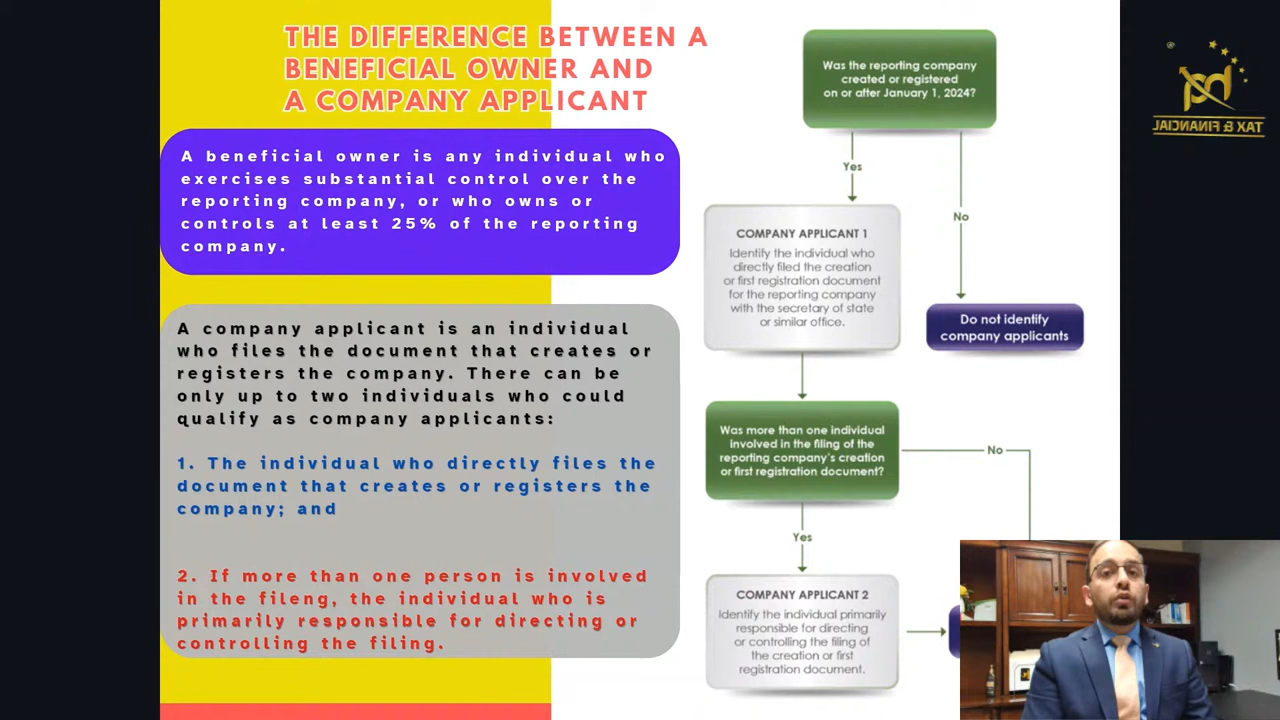 THE DIFFERENCE BETWEEN A
BENEFICIAL OWNER AND
A COMPANY APPLICANT
A beneficial owner is any individual who
exercises substantial control over the
reporting company, or who owns or
controls at least 25% of the reporting
company.
A company applicant is an individual
who files the document that creates or
registers the company. There can be
only up to two individuals who could
qualify as company applicants:
1. The individual who directly files the
document that creates or registers the
company; and
2. If more than one person is involved
in the fileng, the individual who is
primarily responsible for directing or
controlling the filing.
Was the reporting company
created or registered
on or after January 1, 2024?
Yes
No
COMPANY APPLICANT 1
Identify the individual who
directly filed the creation
or first registration document
for the reporting company
with the secretary of state
or similar office.
Do not identify
company applicants
Was more than one individual
involved in the filing of the
reporting company's creation
or first registration document?
No
Yes
COMPANY APPLICANT 2
Identify the individual primarily
responsible for directing
or controlling the filing of
the creation or first
registration document.
TAX & FINANCIAL